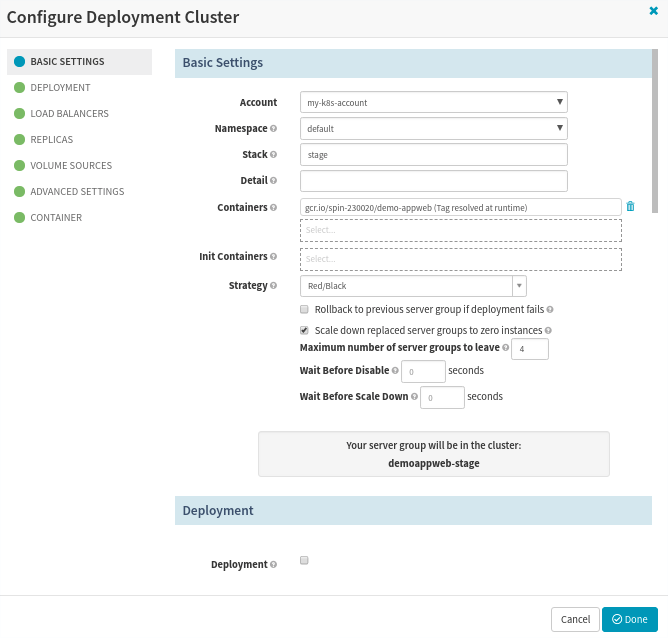 Configure Deployment Cluster
BASIC SETTINGS
DEPLOYMENT
LOAD BALANCERS
REPLICAS
VOLUME SOURCES
ADVANCED SETTINGS
CONTAINER
Basic Settings
Account my-k8s-account
Namespace default
Stack stage
Detail
Containers gcr.io/spin-230020/demo-appweb (Tag resolved at runtime)
Select...
Init Containers Select...
Strategy Red/Black
Rollback to previous server group if deployment fails
Scale down replaced server groups to zero instances
Maximum number of server groups to leave 4
Wait Before Disable 0 seconds
Wait Before Scale Down 0 seconds
Your server group will be in the cluster:
demoappweb-stage
Deployment
Deployment
Cancel Done